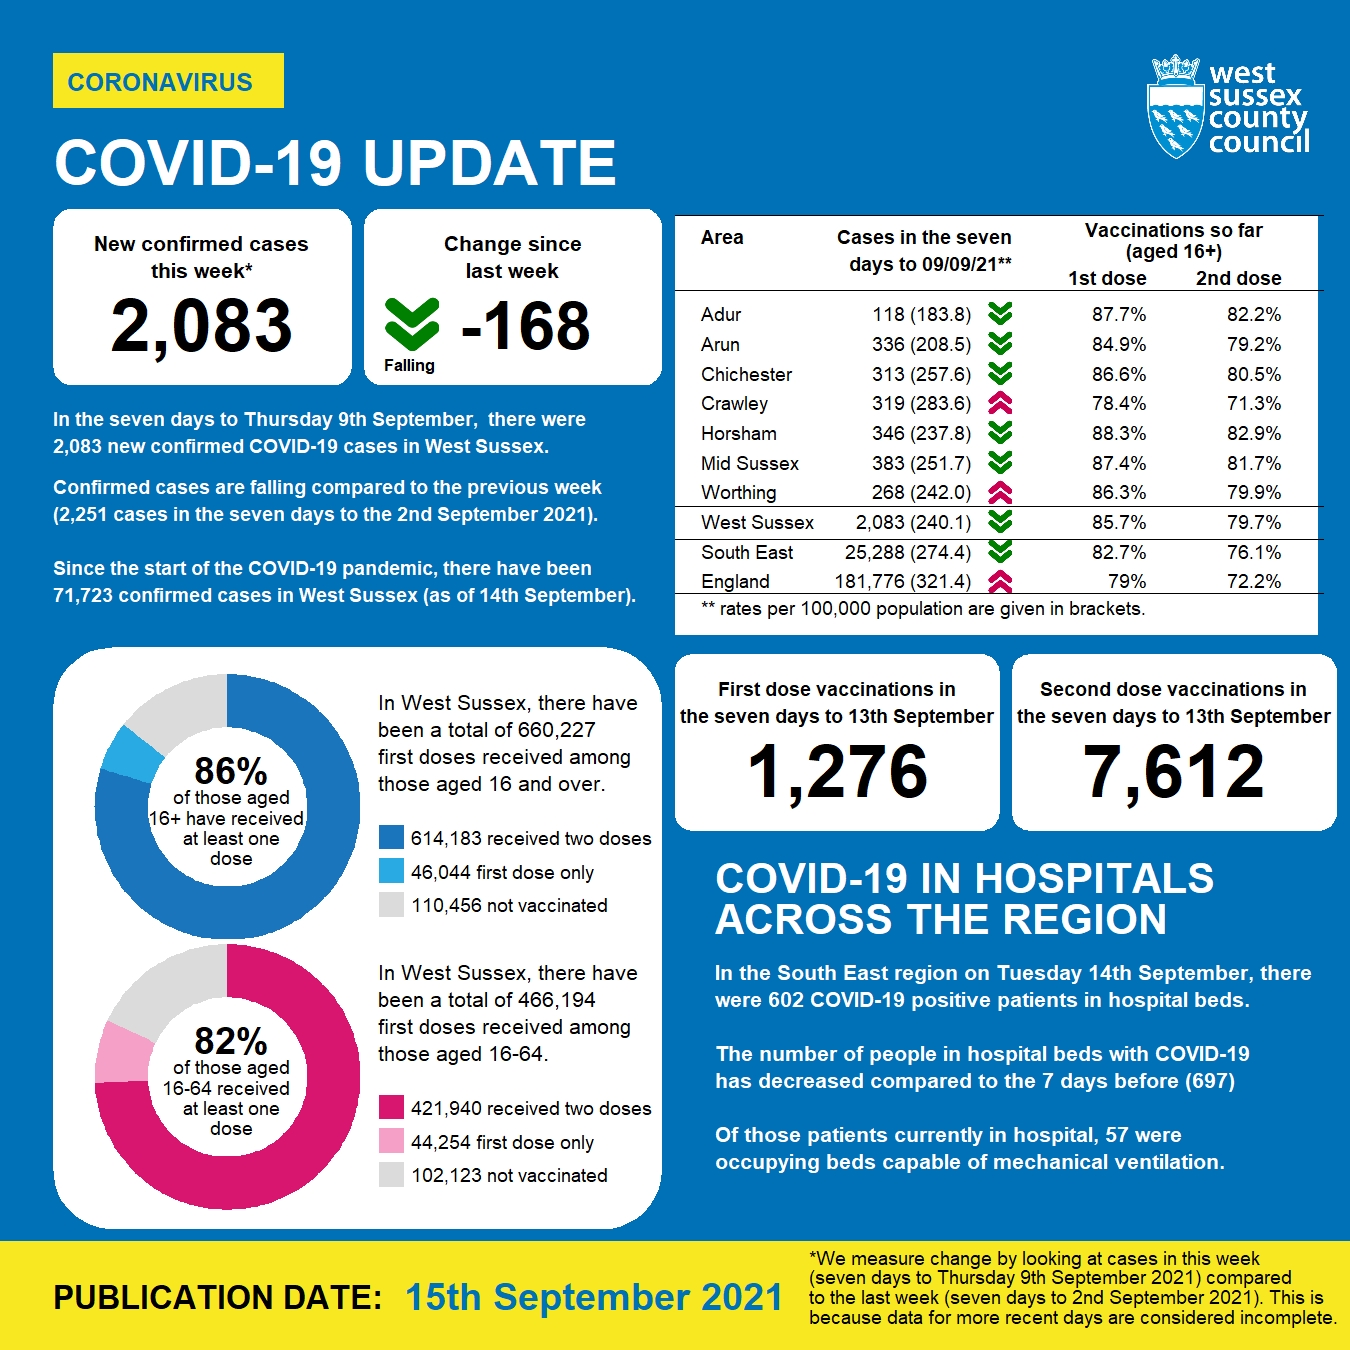 CORONAVIRUS
west
sussex
county
council
COVID-19 UPDATE
New confirmed cases
this week*
2,083
Change since
last week
-168
Falling
In the seven days to Thursday 9th September, there were
2,083 new confirmed COVID-19 cases in West Sussex.
Confirmed cases are falling compared to the previous week
(2,251 cases in the seven days to the 2nd September 2021).
Since the start of the COVID-19 pandemic, there have been
71,723 confirmed cases in West Sussex (as of 14th September).
Area Cases in the seven days to 09/09/21** Vaccinations so far (aged 16+)
1st dose 2nd dose
Adur 118 (183.8) 87.7% 82.2%
Arun 336 (208.5) 84.9% 79.2%
Chichester 313 (257.6) 86.6% 80.5%
Crawley 319 (283.6) 78.4% 71.3%
Horsham 346 (237.8) 88.3% 82.9%
Mid Sussex 383 (251.7) 87.4% 81.7%
Worthing 268 (242.0) 86.3% 79.9%
West Sussex 2,083 (240.1) 85.7% 79.7%
South East 25,288 (274.4) 82.7% 76.1%
England 181,776 (321.4) 79% 72.2%
** rates per 100,000 population are given in brackets.
86%
of those aged
16+ have received
at least one
dose
In West Sussex, there have
been a total of 660,227
first doses received among
those aged 16 and over.
614,183 received two doses
46,044 first dose only
110,456 not vaccinated
82%
of those aged
16-64 received
at least one
dose
In West Sussex, there have
been a total of 466,194
first doses received among
those aged 16-64.
421,940 received two doses
44,254 first dose only
102,123 not vaccinated
First dose vaccinations in
the seven days to 13th September
1,276
Second dose vaccinations in
the seven days to 13th September
7,612
COVID-19 IN HOSPITALS
ACROSS THE REGION
In the South East region on Tuesday 14th September, there
were 602 COVID-19 positive patients in hospital beds.
The number of people in hospital beds with COVID-19
has decreased compared to the 7 days before (697)
Of those patients currently in hospital, 57 were
occupying beds capable of mechanical ventilation.
PUBLICATION DATE: 15th September 2021
*We measure change by looking at cases in this week
(seven days to Thursday 9th September 2021) compared
to the last week (seven days to 2nd September 2021). This is
because data for more recent days are considered incomplete.